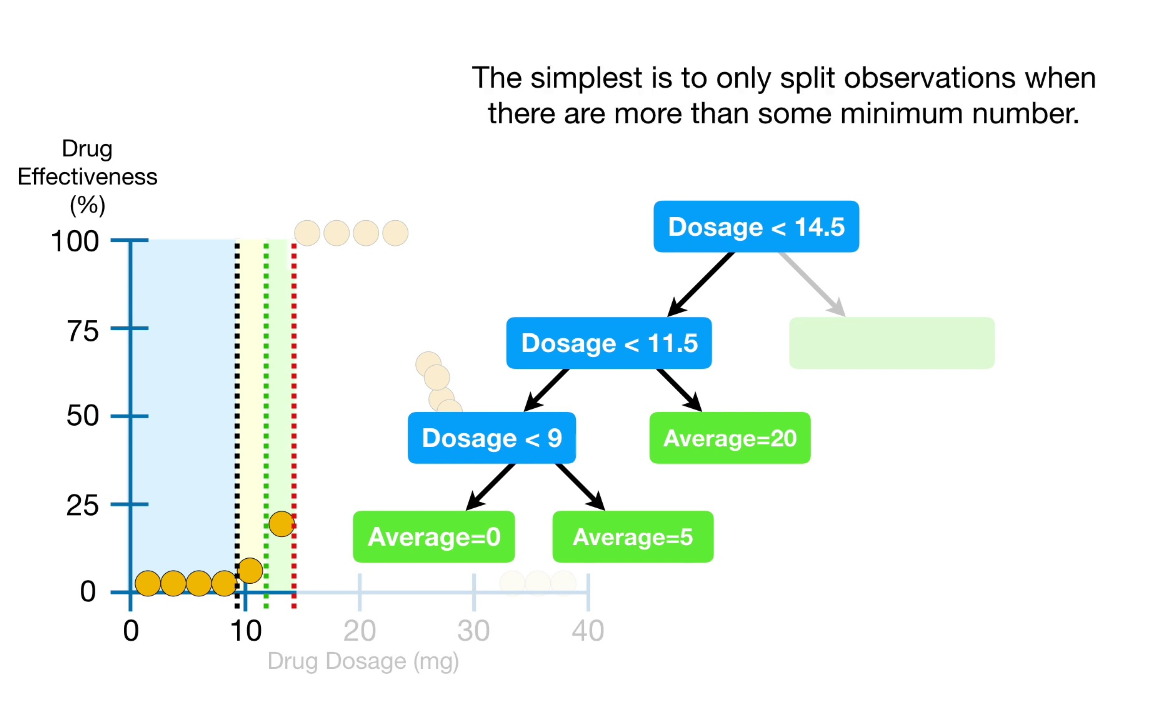 The simplest is to only split observations when
there are more than some minimum number.
Drug
Effectiveness
(%)
100
75
50
25
0
0
10
20
30
40
Drug Dosage (mg)
Dosage < 14.5
Dosage < 11.5
Dosage < 9
Average=20
Average=0
Average=5